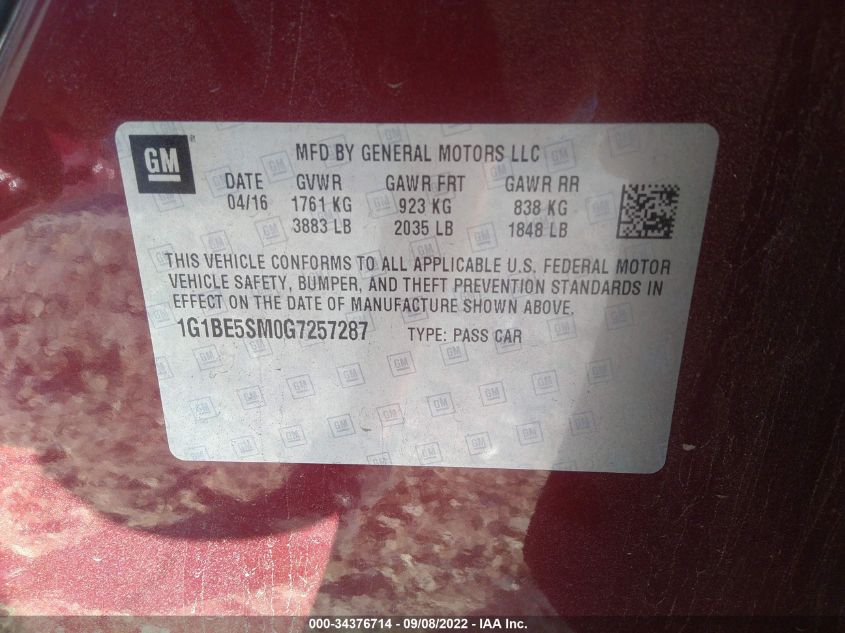 GM
MFD BY GENERAL MOTORS LLC
DATE GVWR GAWR FRT GAWR RR
04/16 1761 KG 923 KG 838 KG
3883 LB 2035 LB 1848 LB
THIS VEHICLE CONFORMS TO ALL APPLICABLE U.S. FEDERAL MOTOR
VEHICLE SAFETY, BUMPER, AND THEFT PREVENTION STANDARDS IN
EFFECT ON THE DATE OF MANUFACTURE SHOWN ABOVE.
1G1BE5SM0G7257287 TYPE: PASS CAR
000-34376714 - 09/08/2022 - IAA Inc.